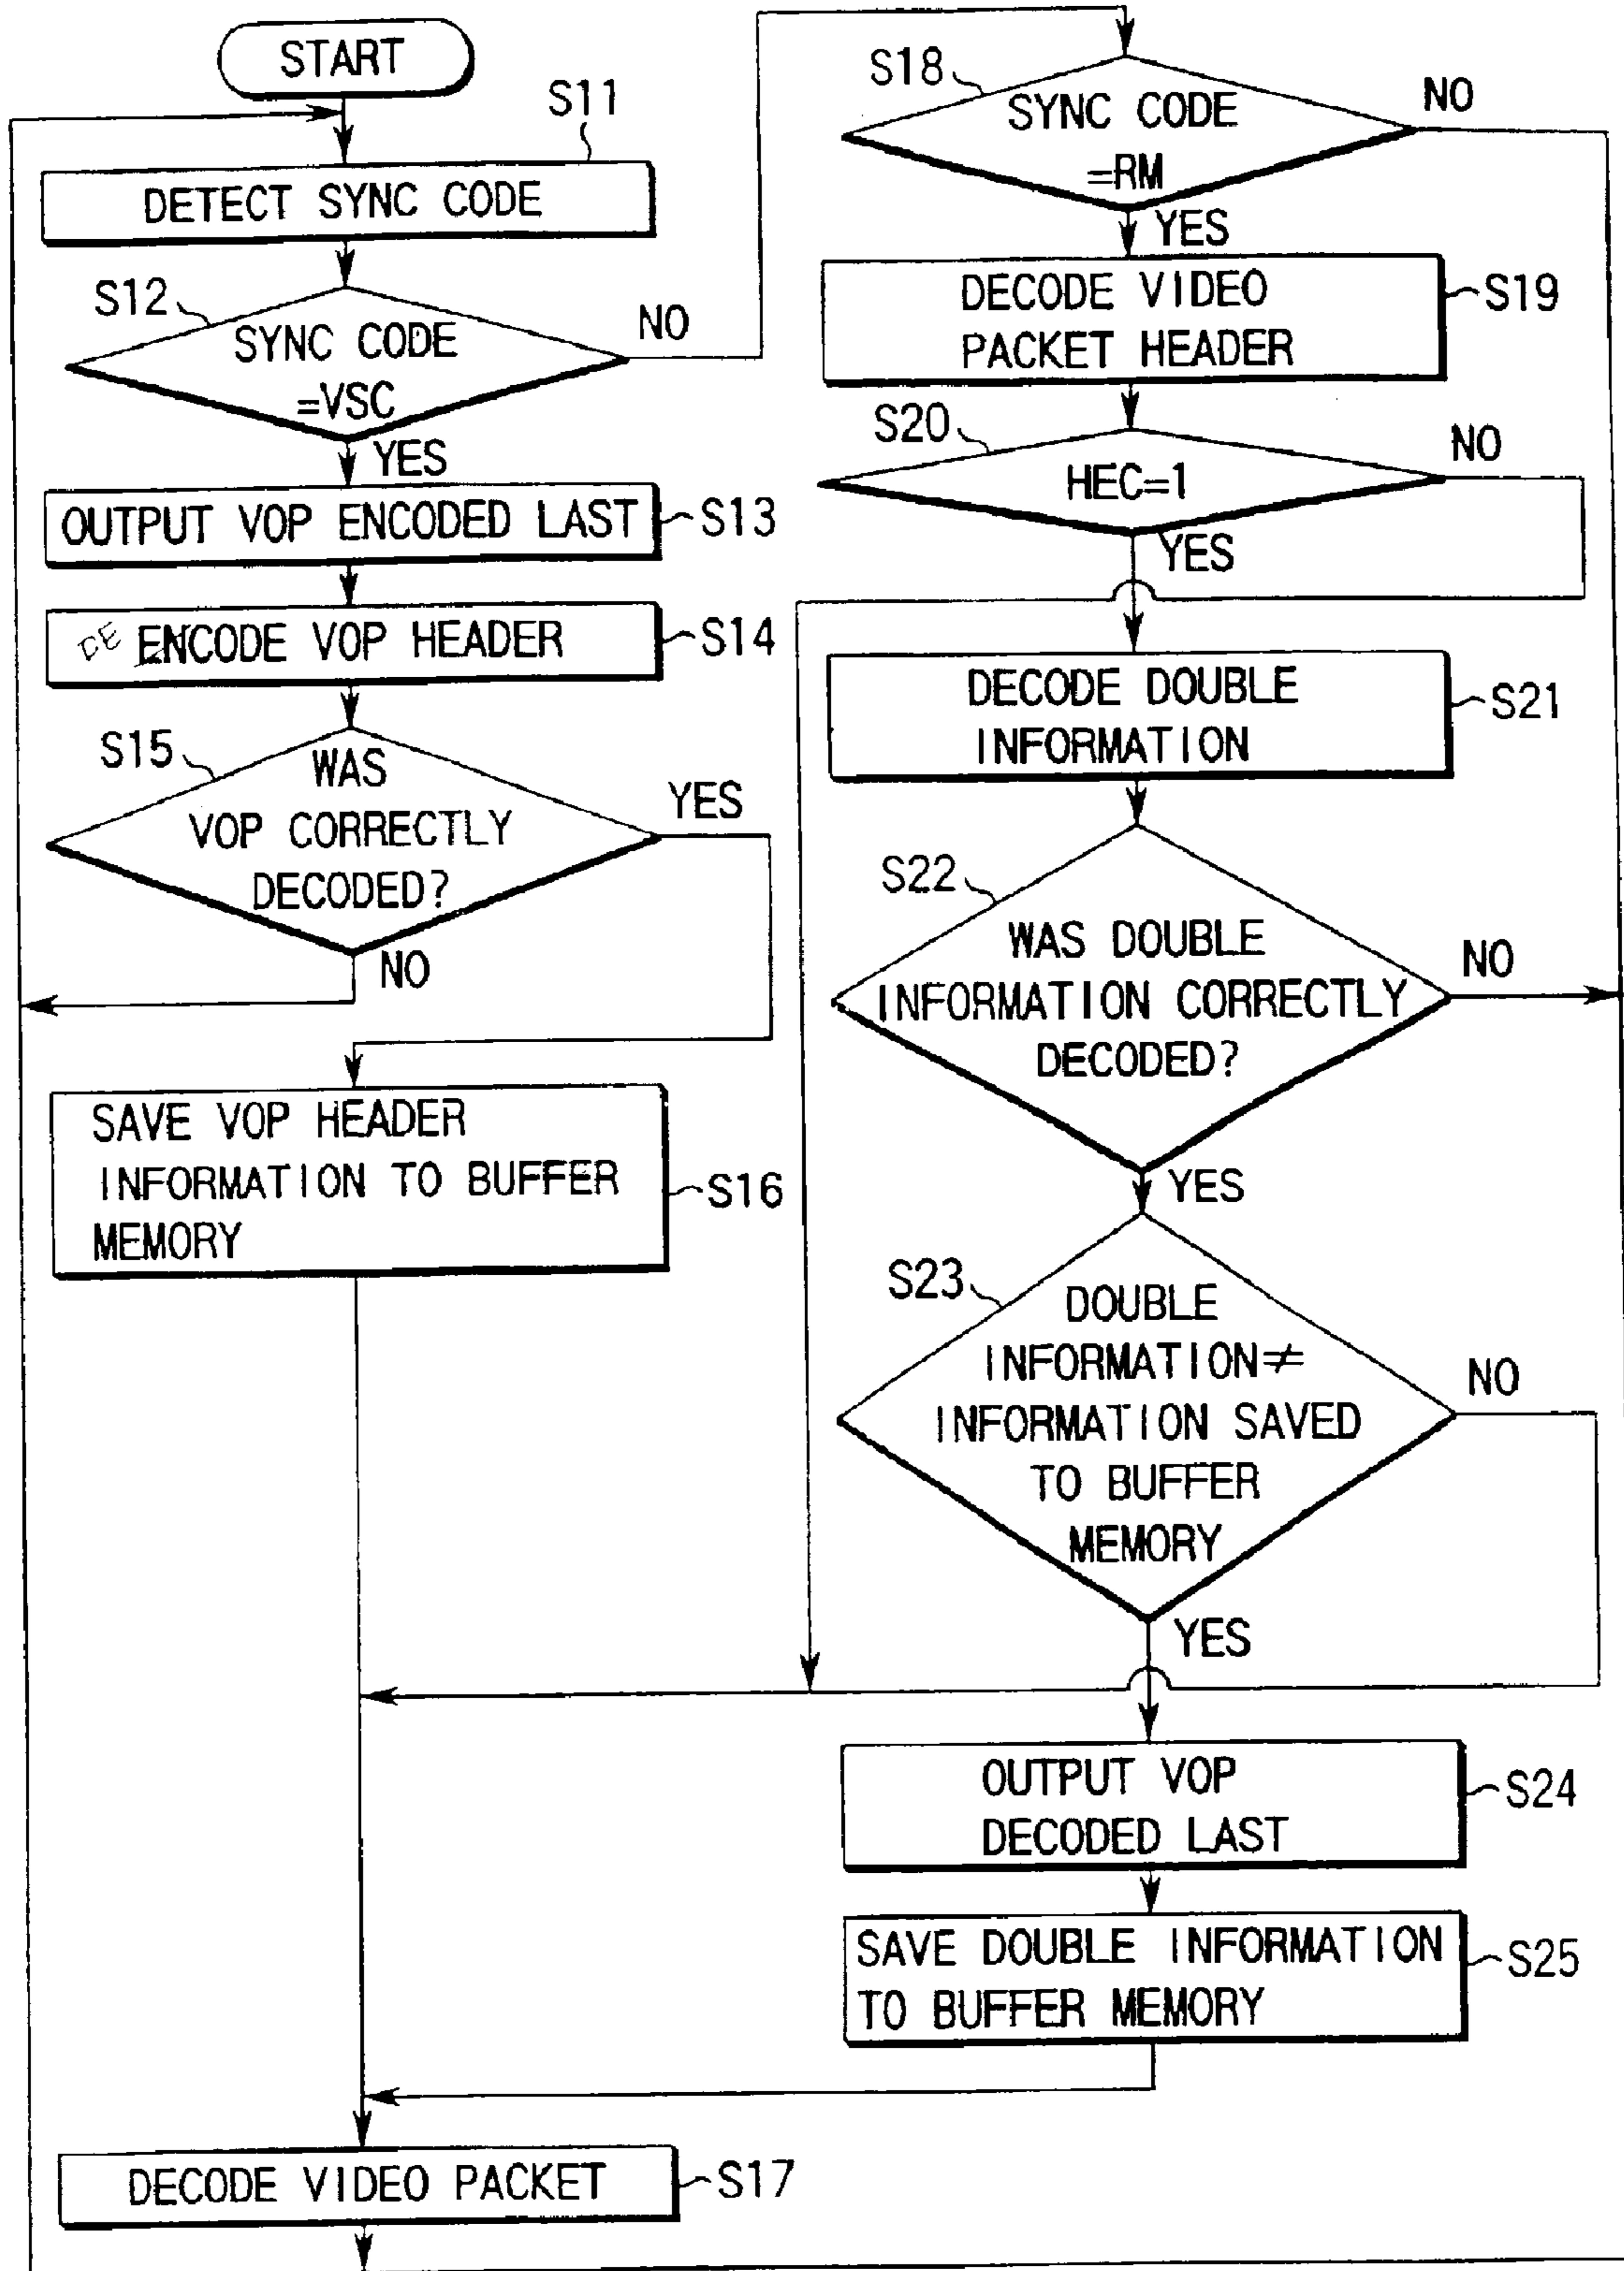 START
S11
DETECT SYNC CODE
S12
SYNC CODE
=VSC
NO
YES
OUTPUT VOP ENCODED LAST
S13
DE
ENCODE VOP HEADER
S14
S15
WAS
VOP CORRECTLY
DECODED?
YES
NO
SAVE VOP HEADER
INFORMATION TO BUFFER
MEMORY
S16
DECODE VIDEO PACKET
S17
S18
SYNC CODE
=RM
NO
YES
DECODE VIDEO
PACKET HEADER
S19
S20
HEC=1
NO
YES
DECODE DOUBLE
INFORMATION
S21
S22
WAS DOUBLE
INFORMATION CORRECTLY
DECODED?
NO
YES
S23
DOUBLE
INFORMATION≠
INFORMATION SAVED
TO BUFFER
MEMORY
NO
YES
OUTPUT VOP
DECODED LAST
S24
SAVE DOUBLE INFORMATION
TO BUFFER MEMORY
S25